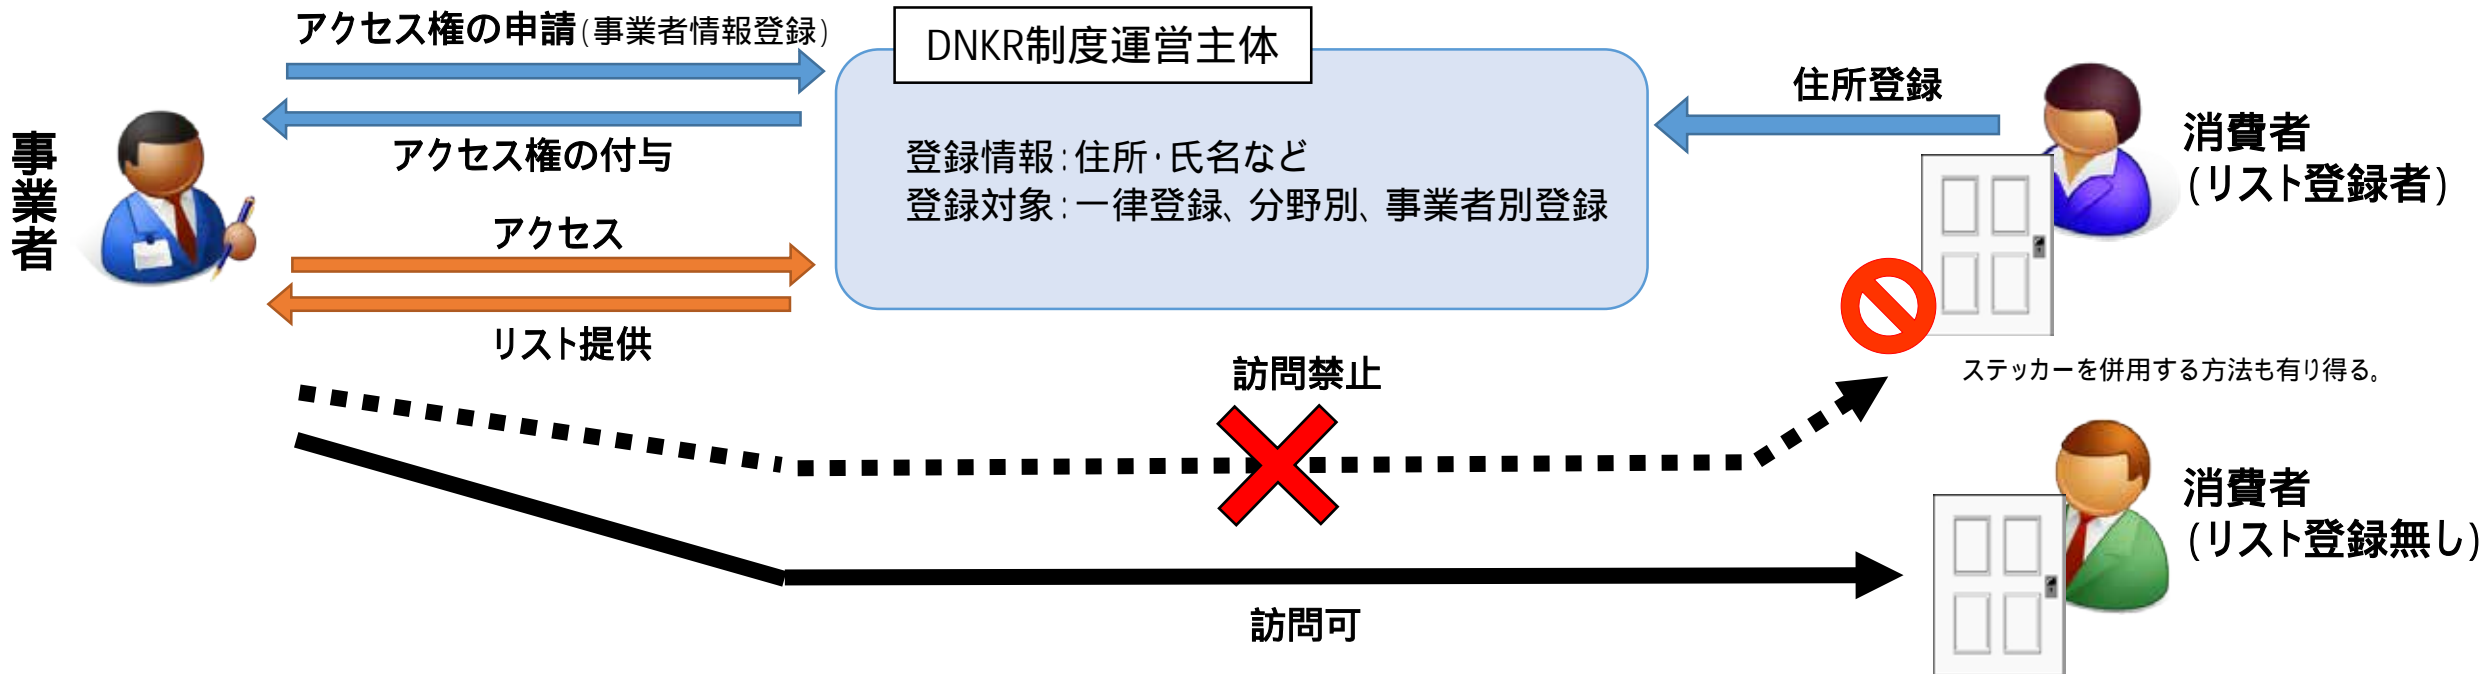 アクセス権の申請(事業者情報登録)
DNKR制度運営主体
住所登録
事業者
アクセス権の付与
登録情報:住所・氏名など
登録対象:一律登録、分野別、事業者別登録
消費者
(リスト登録者)
アクセス
リスト提供
訪問禁止
ステッカーを併用する方法も有り得る。
消費者
(リスト登録無し)
訪問可